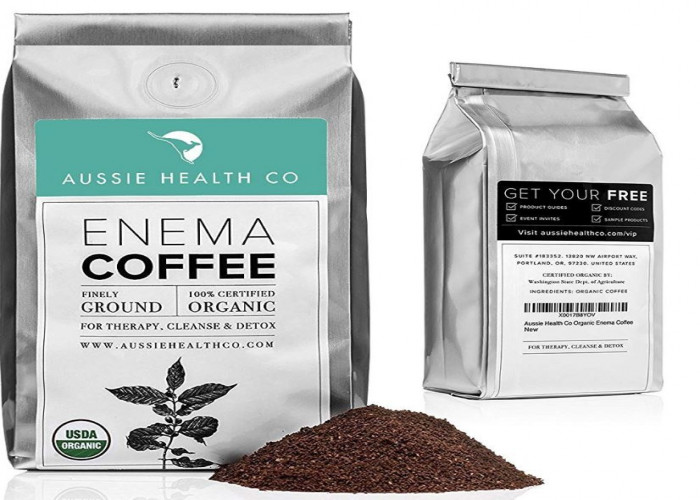 AUSSIE HEALTH CO
ENEMA
COFFEE
FINELY
GROUND
100% CERTIFIED
ORGANIC
FOR THERAPY, CLEANSE & DETOX
WWW.AUSSIEHEALTHCO.COM
USDA
ORGANIC
GET YOUR FREE
PRODUCT GUIDES
DISCOUNT CODES
EVENT INVITES
SAMPLE PRODUCTS
Visit aussiehealthco.com/vip
SUITE #183352, 13820 NW AIRPORT WAY,
PORTLAND, OR, 97230, UNITED STATES
CERTIFIED ORGANIC BY:
Washington State Dept. of Agriculture
INGREDIENTS: ORGANIC COFFEE
X001788YOV
Aussie Health Co Organic Enema Coffee
New
FOR THERAPY, CLEANSE & DETOX